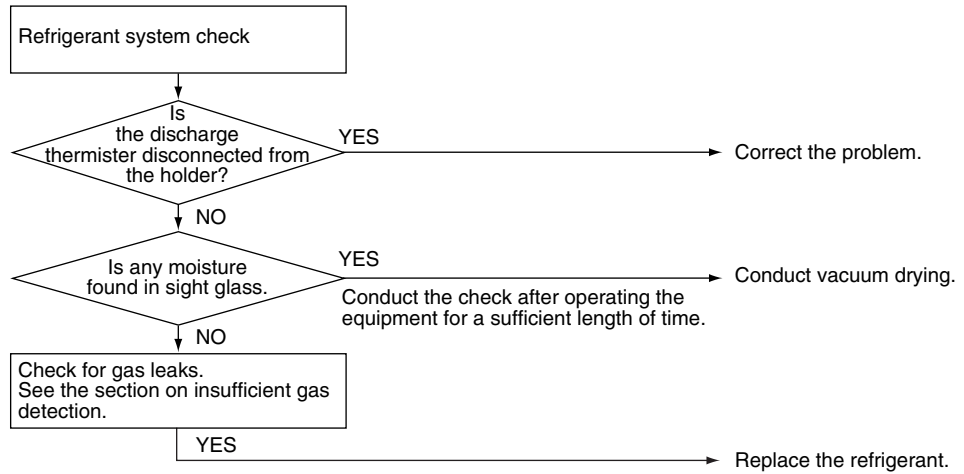 Refrigerant system check
Is
the discharge
thermister disconnected from
the holder?
YES
Correct the problem.
NO
Is any moisture
found in sight glass.
YES
Conduct the check after operating the
equipment for a sufficient length of time.
Conduct vacuum drying.
NO
Check for gas leaks.
See the section on insufficient gas
detection.
YES
Replace the refrigerant.